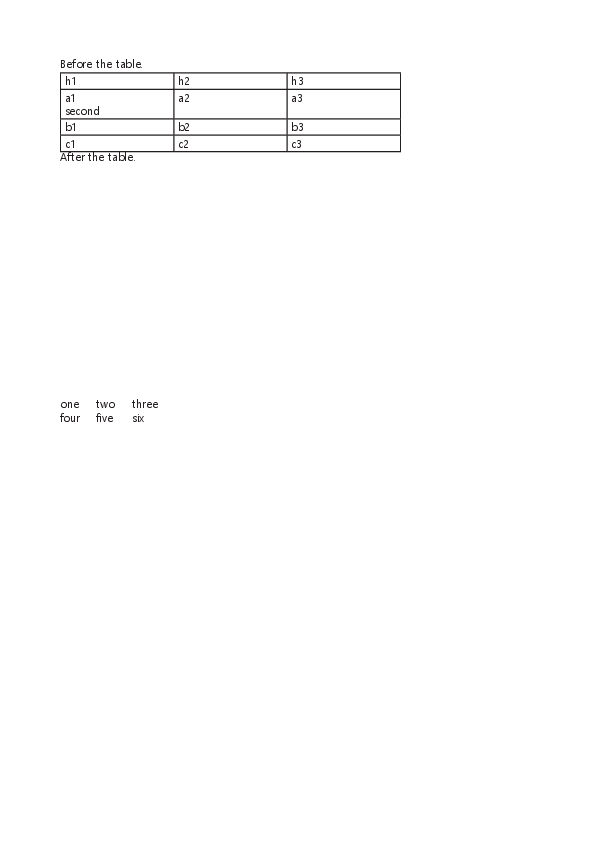 Before the table.
h1 h2 h3
a1 a2 a3
second
b1 b2 b3
c1 c2 c3
After the table.
one two three
four five six